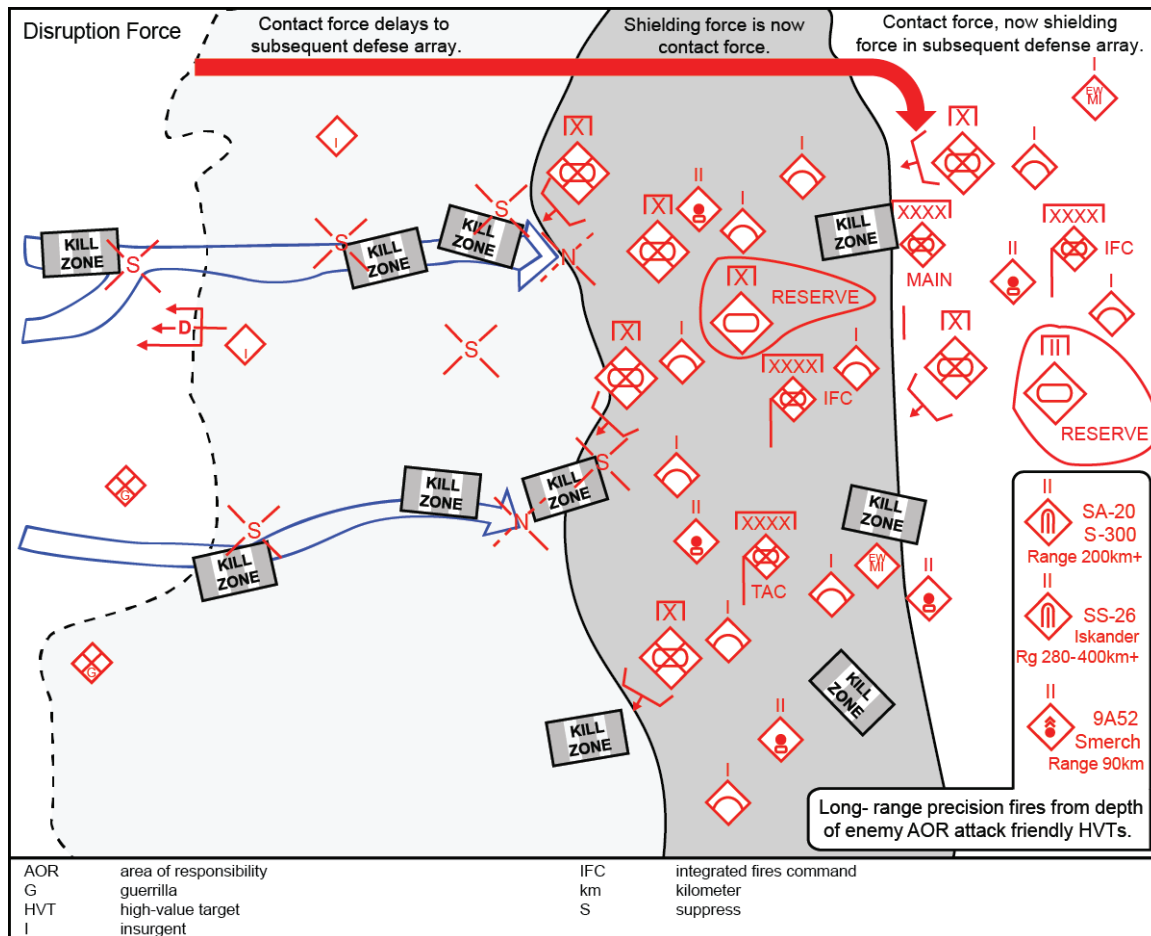 Disruption Force
Contact force delays to
subsequent defese array.
Shielding force is now
contact force.
Contact force, now shielding
force in subsequent defense array.
I
EW
MI
I
X
I
X
I
I
II
I
X
S
S
S
N
KILL
ZONE
KILL
ZONE
KILL
ZONE
KILL
ZONE
XXXX
MAIN
XXXX
IFC
II
I
X
RESERVE
D
I
S
X
I
XXXX
IFC
I
X
II
RESERVE
G
S
N
S
KILL
ZONE
KILL
ZONE
KILL
ZONE
I
II
XXXX
TAC
I
EW
MI
II
KILL
ZONE
G
X
I
KILL
ZONE
KILL
ZONE
II
I
II
SA-20
S-300
Range 200km+
II
SS-26
Iskander
Rg 280-400km+
II
9A52
Smerch
Range 90km
Long- range precision fires from depth
of enemy AOR attack friendly HVTs.
AOR area of responsibility
G guerrilla
HVT high-value target
I insurgent
IFC integrated fires command
km kilometer
S suppress